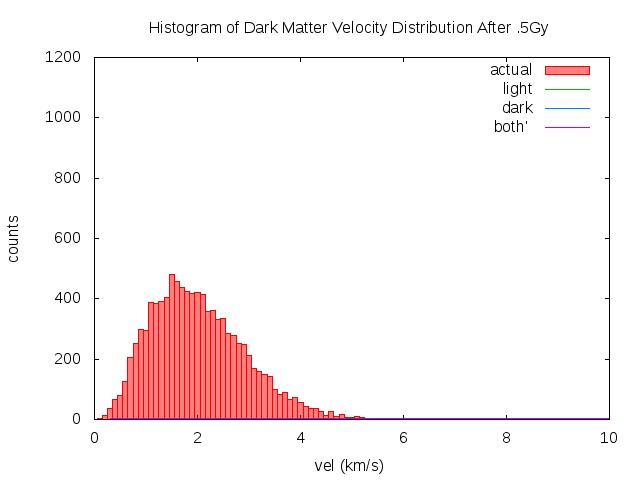 Histogram of Dark Matter Velocity Distribution After .5Gy
1200
1000
800
600
400
200
0
counts
actual
light
dark
both'
0 2 4 6 8 10
vel (km/s)